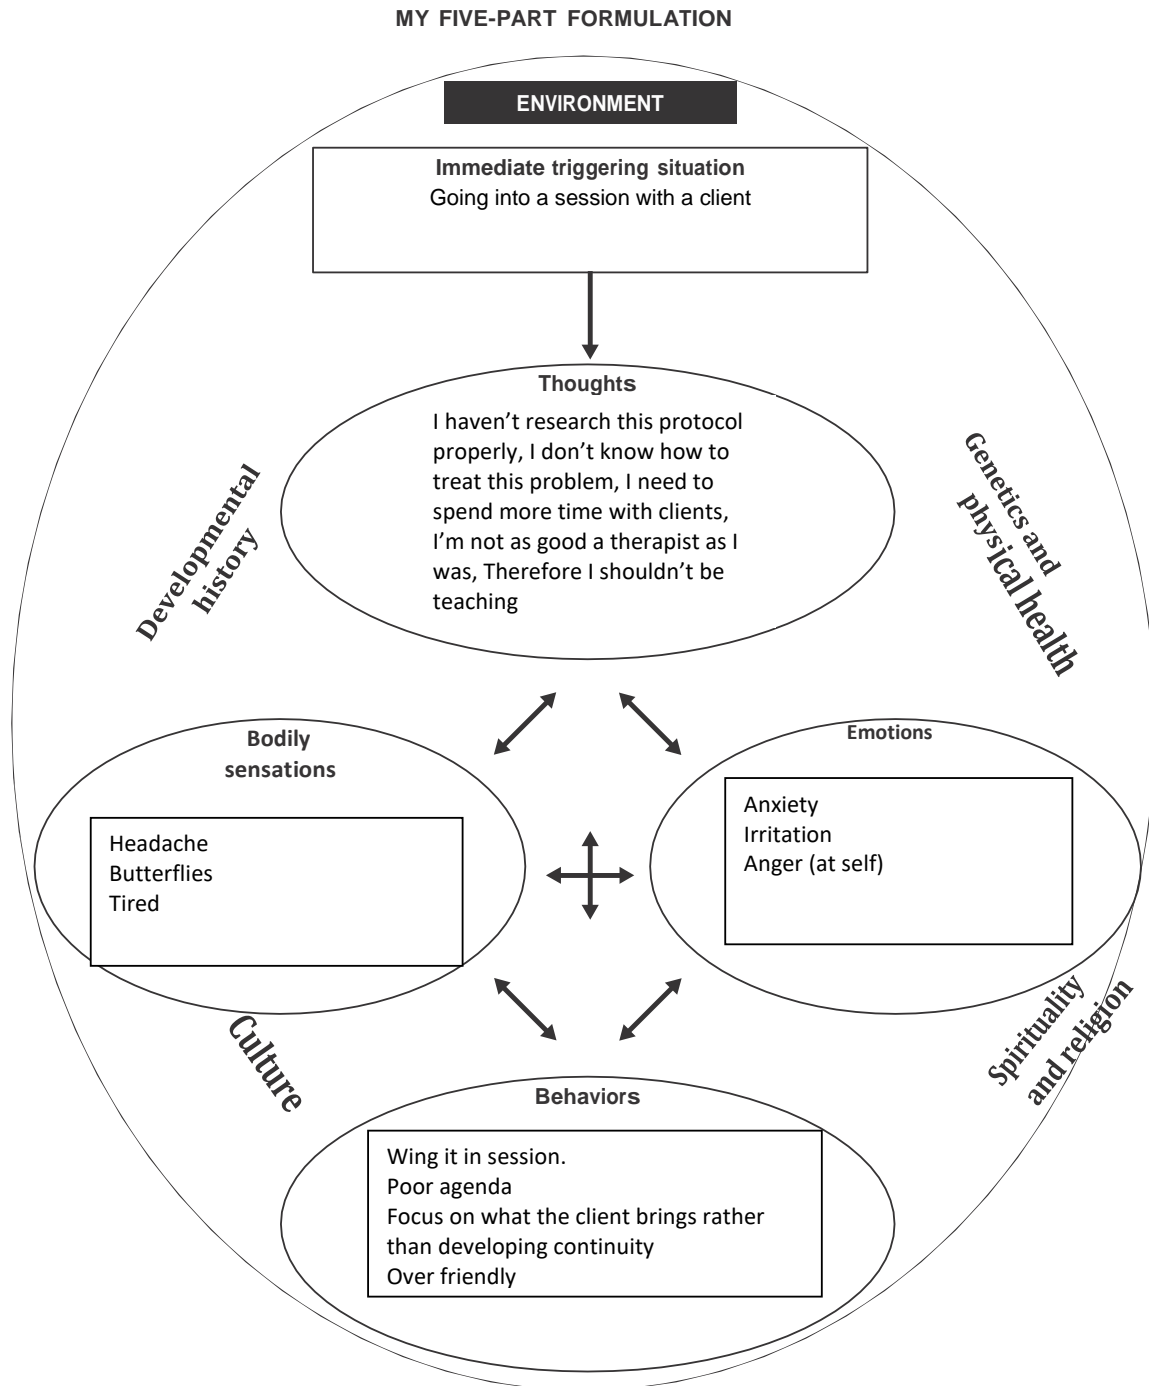 MY FIVE-PART FORMULATION
ENVIRONMENT
Immediate triggering situation
Going into a session with a client
Thoughts
I haven’t research this protocol
properly, I don’t know how to
treat this problem, I need to
spend more time with clients,
I’m not as good a therapist as I
was, Therefore I shouldn’t be
teaching
Developmental
history
Genetics and
physical health
Bodily
sensations
Headache
Butterflies
Tired
Emotions
Anxiety
Irritation
Anger (at self)
Culture
Spirituality
and religion
Behaviors
Wing it in session.
Poor agenda
Focus on what the client brings rather
than developing continuity
Over friendly